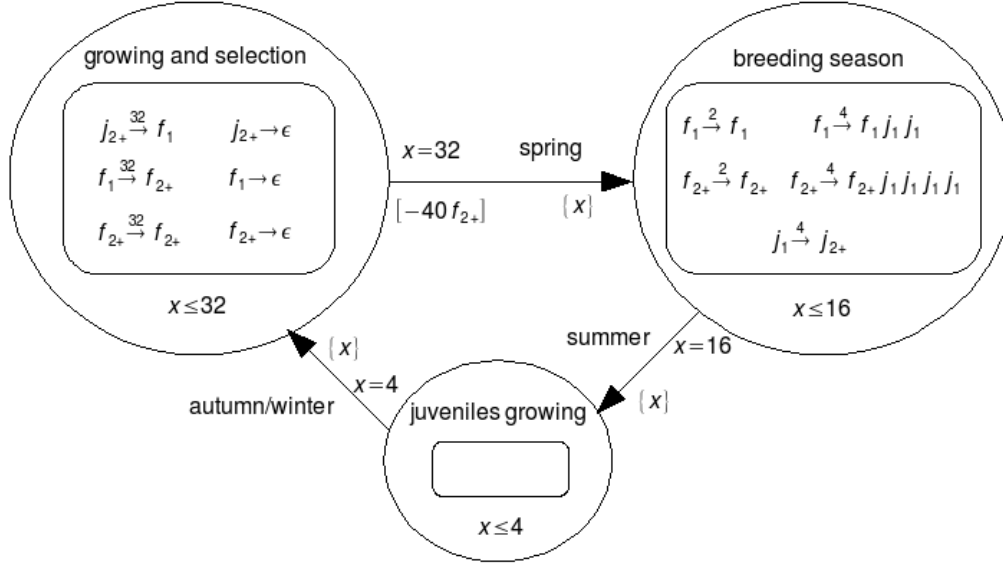 growing and selection
j₂₊ →³² f₁ j₂₊ → ϵ
f₁ →³² f₂₊ f₁ → ϵ
f₂₊ →³² f₂₊ f₂₊ → ϵ
x≤32
x=32 spring
[−40 f₂₊] {x}
breeding season
f₁ →² f₁ f₁ →⁴ f₁ j₁ j₁
f₂₊ →² f₂₊ f₂₊ →⁴ f₂₊ j₁ j₁ j₁ j₁
j₁ →⁴ j₂₊
x≤16
summer
x=16
{x}
{x}
x=4
autumn/winter
juveniles growing
x≤4